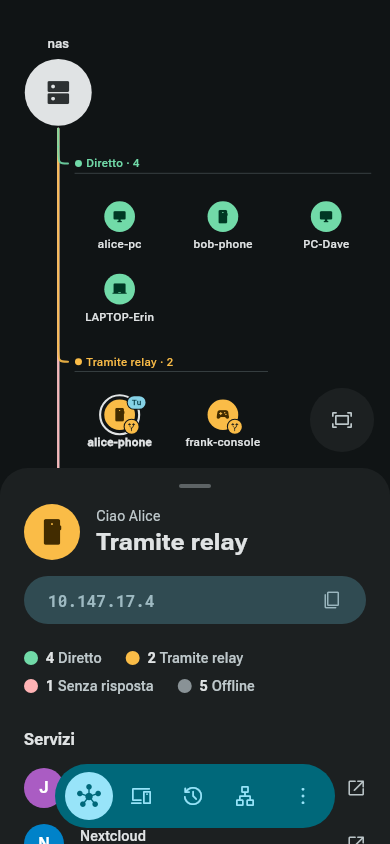 nas
Diretto · 4
alice-pc
bob-phone
PC-Dave
LAPTOP-Erin
Tramite relay · 2
Tu
alice-phone
frank-console
Ciao Alice
Tramite relay
10.147.17.4
4 Diretto
2 Tramite relay
1 Senza risposta
5 Offline
Servizi
J
N
Nextcloud